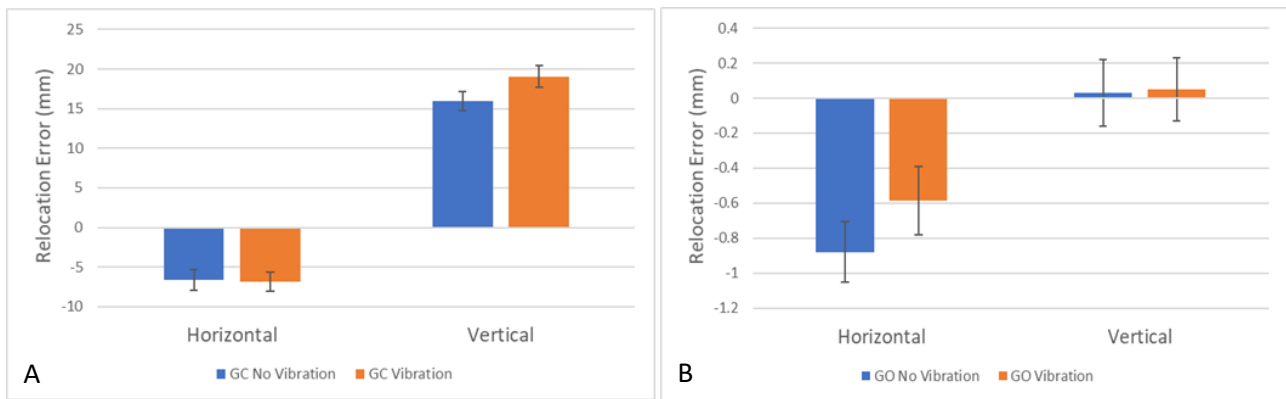 25
20
15
10
5
0
-5
-10
Relocation Error (mm)
Horizontal Vertical
GC No Vibration GC Vibration
A
0.4
0.2
0
-0.2
-0.4
-0.6
-0.8
-1
-1.2
Relocation Error (mm)
Horizontal Vertical
GO No Vibration GO Vibration
B